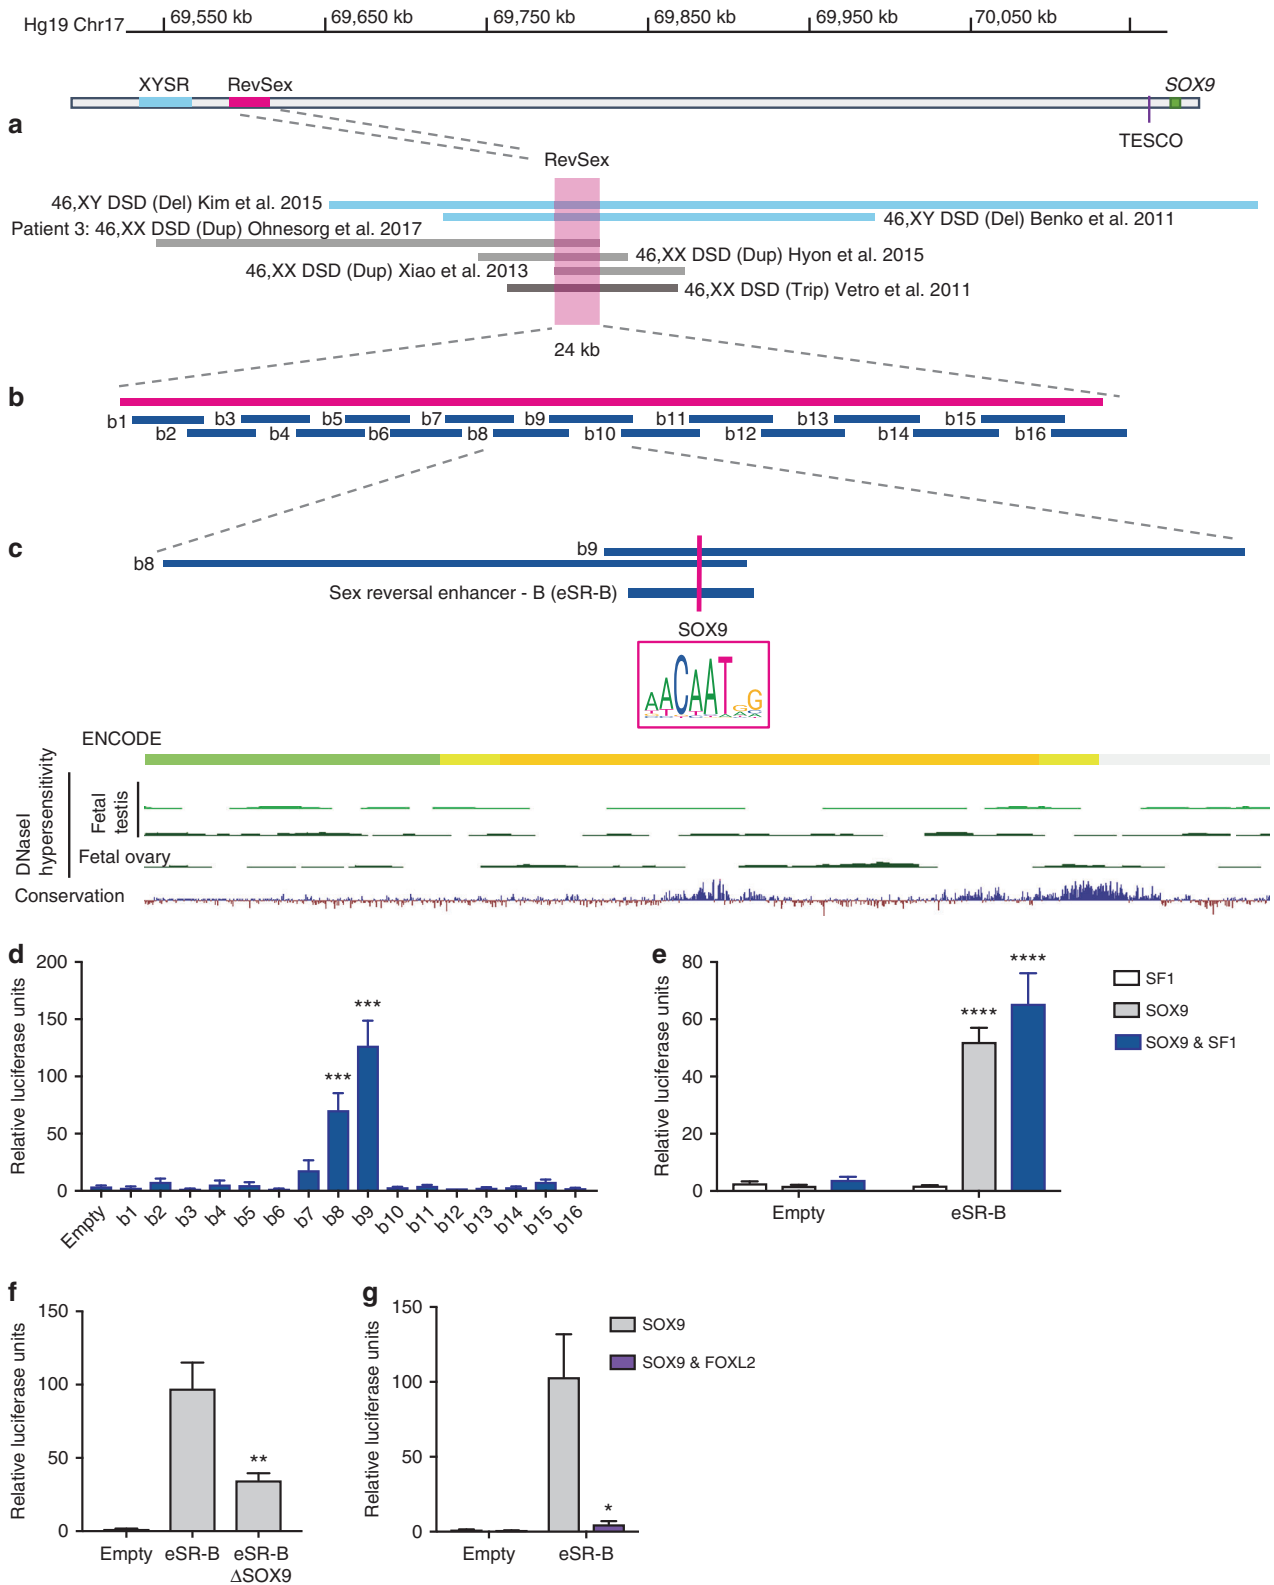 Hg19 Chr17
69,550 kb 69,650 kb 69,750 kb 69,850 kb 69,950 kb 70,050 kb
XYSR RevSex SOX9
a
TESCO
RevSex
46,XY DSD (Del) Kim et al. 2015
46,XY DSD (Del) Benko et al. 2011
Patient 3: 46,XX DSD (Dup) Ohnesorg et al. 2017
46,XX DSD (Dup) Hyon et al. 2015
46,XX DSD (Dup) Xiao et al. 2013
46,XX DSD (Trip) Vetro et al. 2011
24 kb
b
b1 b3 b5 b7 b9 b11 b13 b15
b2 b4 b6 b8 b10 b12 b14 b16
c
b9
b8
Sex reversal enhancer - B (eSR-B)
SOX9
AACAAT GG
ENCODE
DNaseI hypersensitivity
Fetal testis
Fetal ovary
Conservation
d
Relative luciferase units
200
150
100
50
0
*** ***
Empty b1 b2 b3 b4 b5 b6 b7 b8 b9 b10 b11 b12 b13 b14 b15 b16
e
Relative luciferase units
80
60
40
20
0
**** ****
Empty eSR-B
SF1
SOX9
SOX9 & SF1
f
Relative luciferase units
150
100
50
0
**
Empty eSR-B eSR-B
ΔSOX9
g
Relative luciferase units
150
100
50
0
*
Empty eSR-B
SOX9
SOX9 & FOXL2